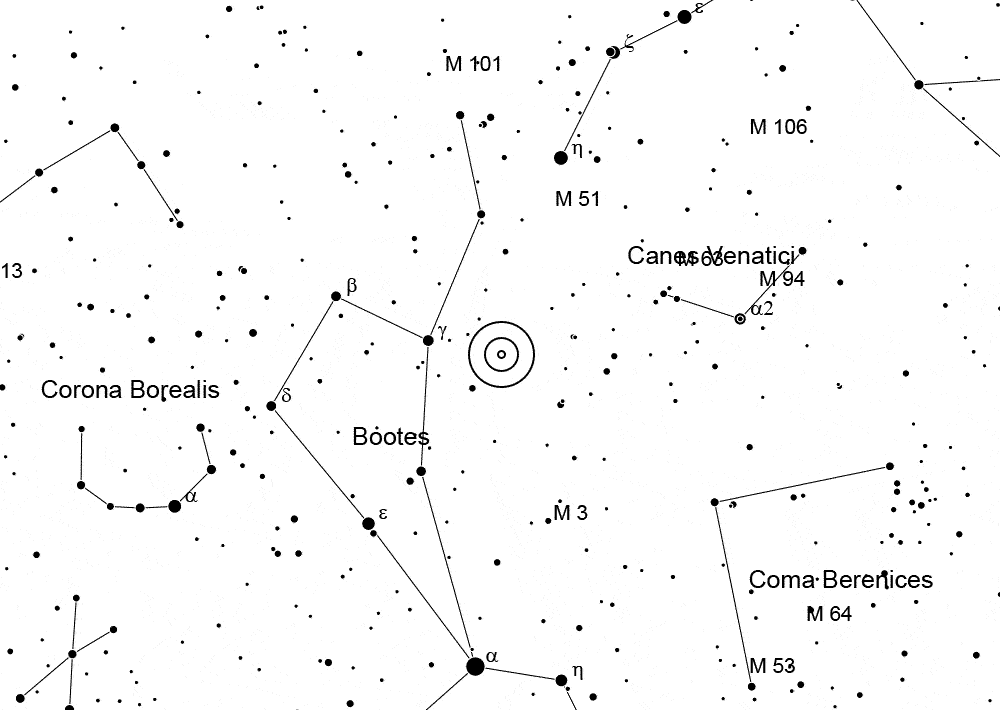 ε
ζ
M 101
M 106
η
M 51
Canes Venatici
M 63
13
M 94
β
α2
γ
Corona Borealis
δ
Bootes
α
ε
M 3
Coma Berenices
M 64
α
M 53
η